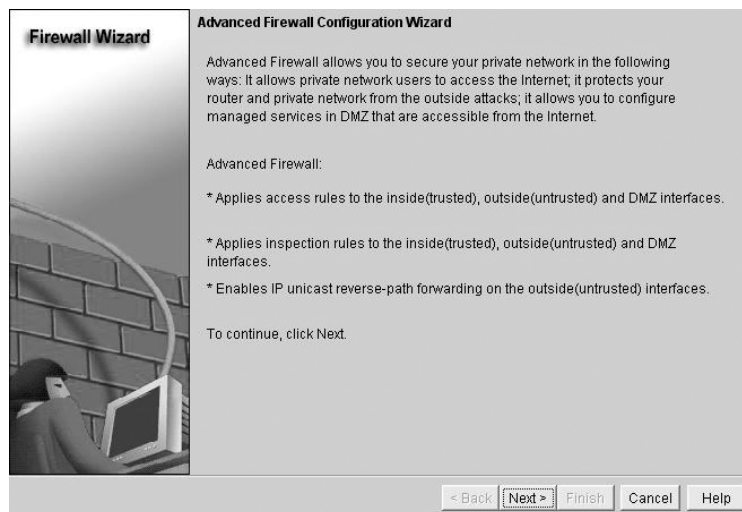 Firewall Wizard
Advanced Firewall Configuration Wizard
Advanced Firewall allows you to secure your private network in the following
ways: It allows private network users to access the Internet; it protects your
router and private network from the outside attacks; it allows you to configure
managed services in DMZ that are accessible from the Internet.
Advanced Firewall:
* Applies access rules to the inside(trusted), outside(untrusted) and DMZ interfaces.
* Applies inspection rules to the inside(trusted), outside(untrusted) and DMZ
interfaces.
* Enables IP unicast reverse-path forwarding on the outside(untrusted) interfaces.
To continue, click Next.
< Back Next > Finish Cancel Help